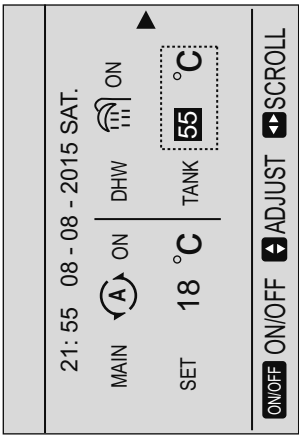 21: 55 08 - 08 - 2015 SAT.
MAIN A ON DHW ON
SET 18 °C TANK 55 °C
ON/OFF ON/OFF ADJUST SCROLL